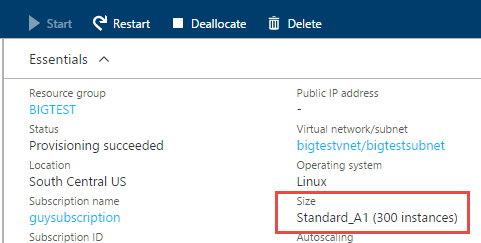 Start Restart Deallocate Delete
Essentials
Resource group
BIGTEST
Status
Provisioning succeeded
Location
South Central US
Subscription name
guysubscription
Subscription ID
Public IP address
-
Virtual network/subnet
bigtestvnet/bigtestsubnet
Operating system
Linux
Size
Standard_A1 (300 instances)
Autoscaling